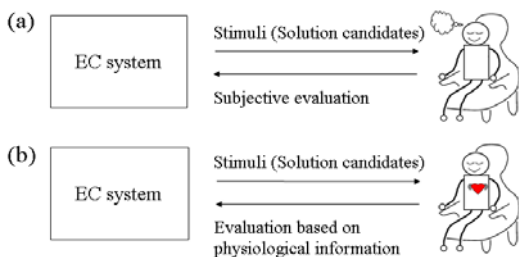 (a)
EC system
Stimuli (Solution candidates)
Subjective evaluation
(b)
EC system
Stimuli (Solution candidates)
Evaluation based on
physiological information